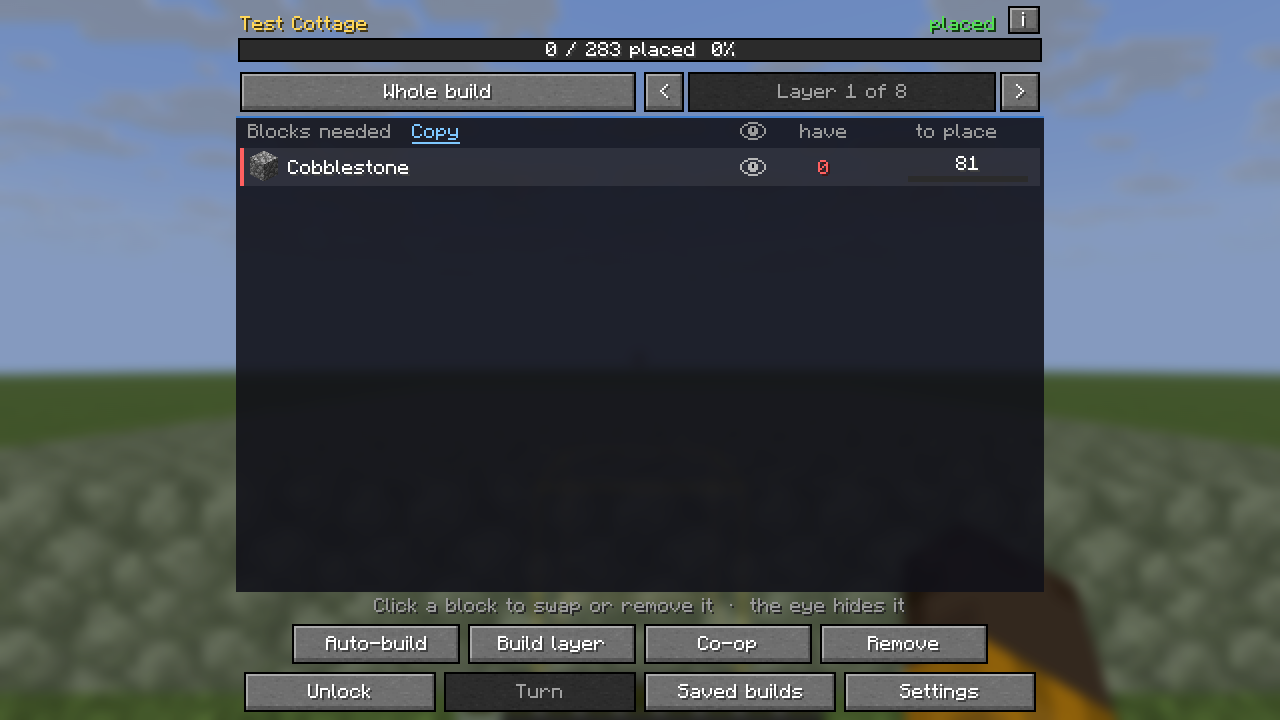 Test Cottage placed i
0 / 283 placed 0%
Whole build < Layer 1 of 8 >
Blocks needed Copy have to place
Cobblestone 0 81
Click a block to swap or remove it · the eye hides it
Auto-build Build layer Co-op Remove
Unlock Turn Saved builds Settings